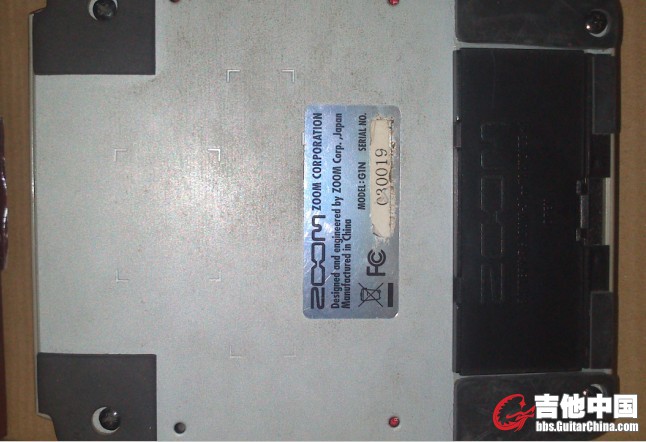 ZOOM ZOOM CORPORATION
Designed and engineered by ZOOM Corp., Japan
Manufactured in China
MODEL:G1N SERIAL NO.
FC
030019
ZOOM
吉他中国
bbs.GuitarChina.com